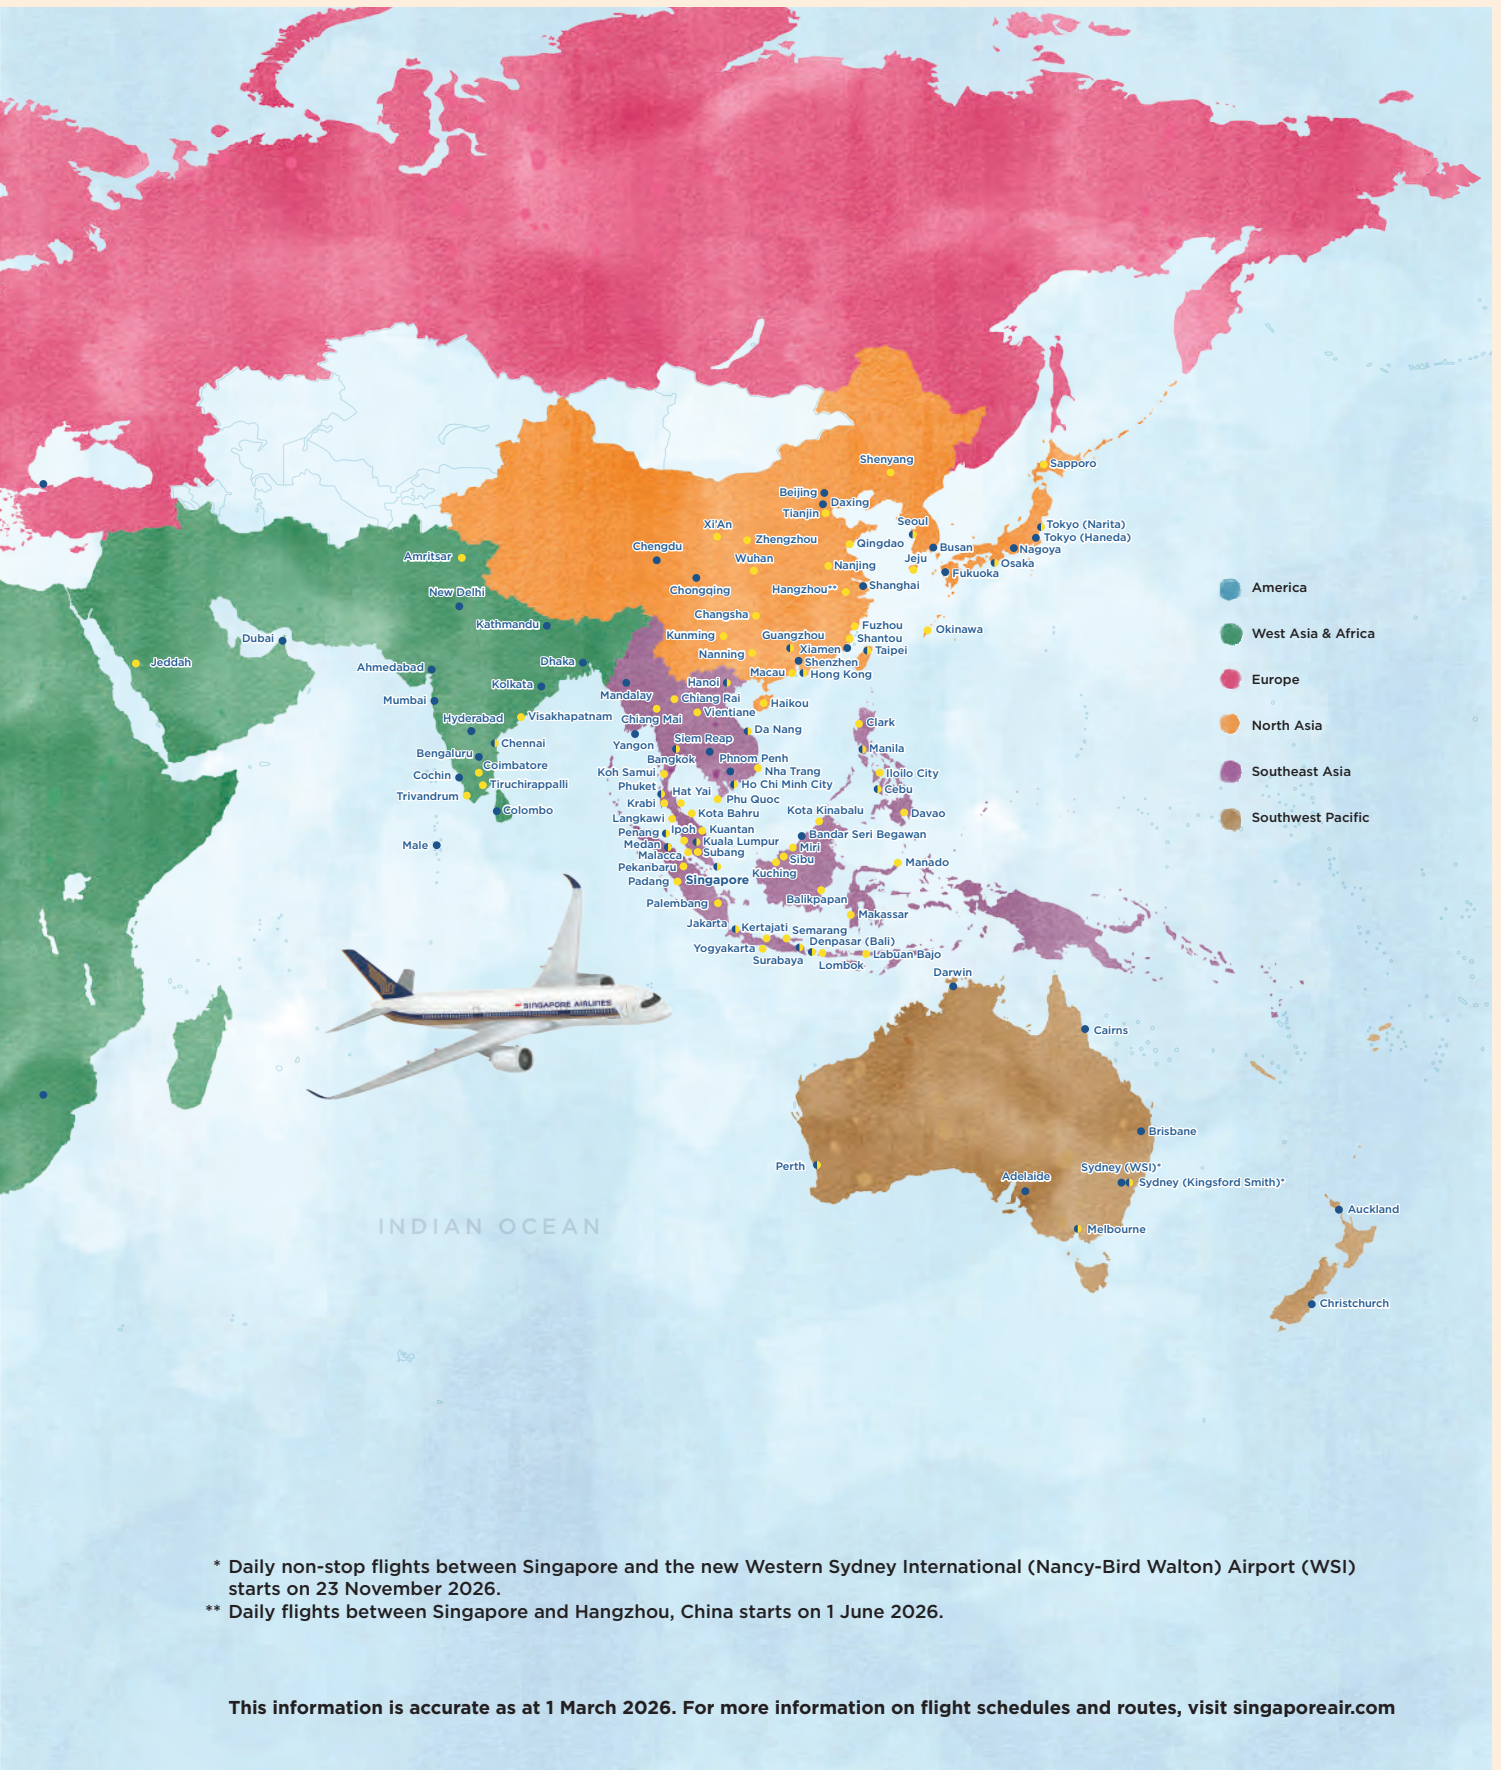 Shenyang
Sapporo
Beijing
Daxing
Tianjin
Seoul
Tokyo (Narita)
Xi'An
Tokyo (Haneda)
Zhengzhou
Qingdao
Busan
Nagoya
Chengdu
Amritsar
Wuhan
Jeju
Osaka
Nanjing
Fukuoka
Chongqing
Hangzhou**
Shanghai
New Delhi
Changsha
Kathmandu
Fuzhou
Okinawa
Kunming
Guangzhou
Shantou
Dubai
Nanning
Xiamen
Taipei
Jeddah
Dhaka
Shenzhen
Ahmedabad
Macau
Hong Kong
Kolkata
Hanoi
Mandalay
Chiang Rai
Haikou
Mumbai
Vientiane
Hyderabad
Visakhapatnam
Chiang Mai
Clark
Da Nang
Siem Reap
Chennai
Yangon
Manila
Bengaluru
Bangkok
Phnom Penh
Coimbatore
Koh Samui
Nha Trang
Iloilo City
Cochin
Tiruchirappalli
Phuket
Hat Yai
Ho Chi Minh City
Cebu
Trivandrum
Krabi
Phu Quoc
Colombo
Kota Bahru
Kota Kinabalu
Davao
Langkawi
Penang
Ipoh
Kuantan
Bandar Seri Begawan
Male
Medan
Kuala Lumpur
Miri
Malacca
Subang
Sibu
Manado
Pekanbaru
Kuching
Padang
Singapore
Palembang
Balikpapan
Makassar
Jakarta
Kertajati
Semarang
Denpasar (Bali)
Yogyakarta
Surabaya
Lombok
Labuan Bajo
Darwin
SINGAPORE AIRLINES
Cairns
Brisbane
Perth
Sydney (WSI)*
Adelaide
Sydney (Kingsford Smith)*
Auckland
Melbourne
Christchurch
INDIAN OCEAN
America
West Asia & Africa
Europe
North Asia
Southeast Asia
Southwest Pacific
* Daily non-stop flights between Singapore and the new Western Sydney International (Nancy-Bird Walton) Airport (WSI)
starts on 23 November 2026.
** Daily flights between Singapore and Hangzhou, China starts on 1 June 2026.
This information is accurate as at 1 March 2026. For more information on flight schedules and routes, visit singaporeair.com